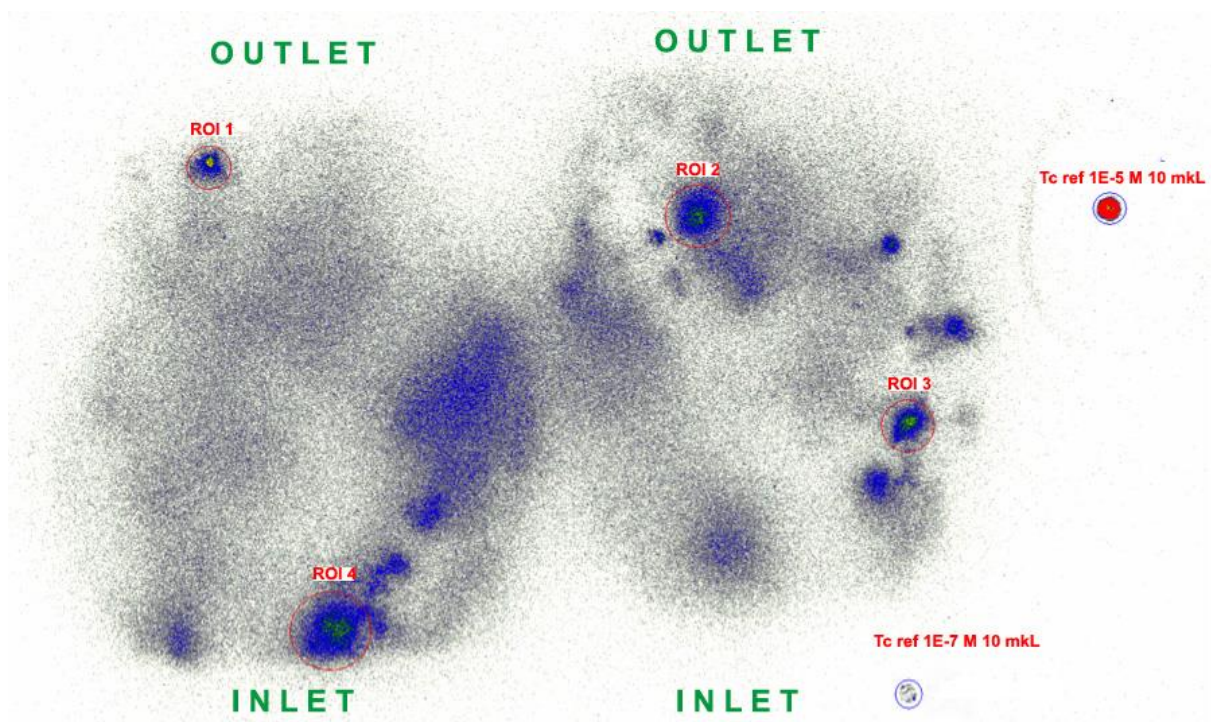 OUTLET
OUTLET
ROI 1
ROI 2
Tc ref 1E-5 M 10 mkL
ROI 3
ROI 4
Tc ref 1E-7 M 10 mkL
INLET
INLET